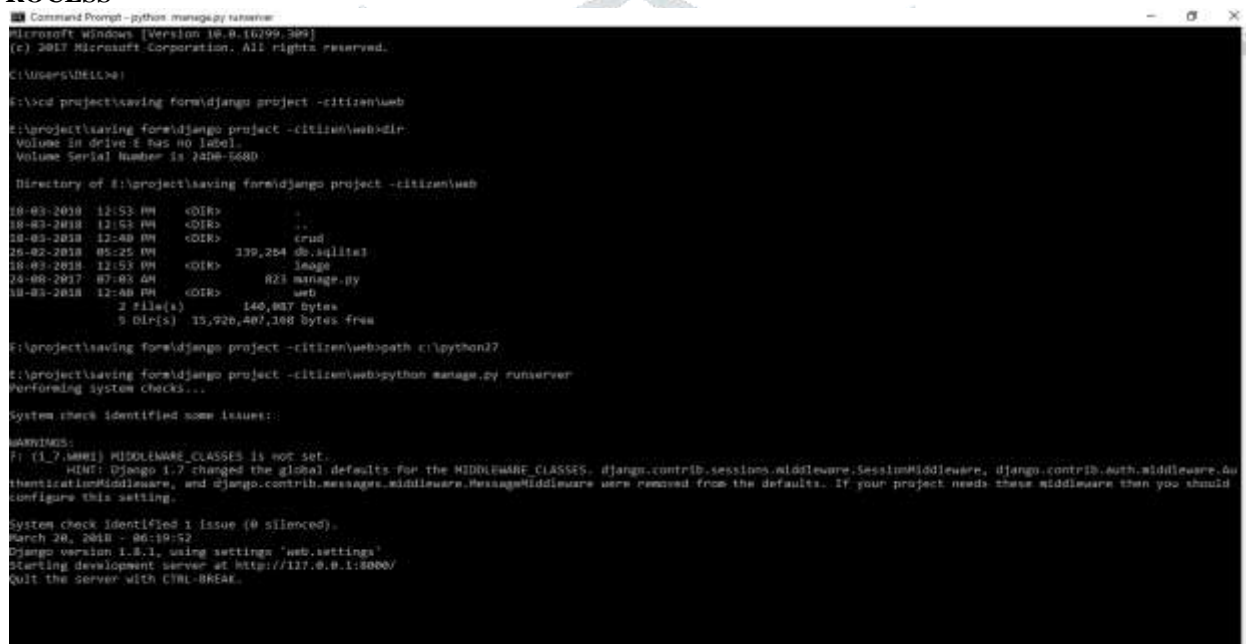 ROCESS
Command Prompt - python manage.py runserver
Microsoft Windows [Version 10.0.16299.309]
(c) 2017 Microsoft Corporation. All rights reserved.
C:\Users\DELL>e:
E:\>cd project\saving form\django project -citizen\web
E:\project\saving form\django project -citizen\web>dir
Volume in drive E has no label.
Volume Serial Number is 24D0-568D
Directory of E:\project\saving form\django project -citizen\web
18-03-2018 12:53 PM <DIR> .
18-03-2018 12:53 PM <DIR> ..
18-03-2018 12:40 PM <DIR> crud
26-02-2018 05:25 PM 139,264 db.sqlite3
18-03-2018 12:53 PM <DIR> image
24-08-2017 07:03 AM 823 manage.py
18-03-2018 12:40 PM <DIR> web
2 File(s) 140,087 bytes
5 Dir(s) 15,926,407,168 bytes free
E:\project\saving form\django project -citizen\web>path c:\python27
E:\project\saving form\django project -citizen\web>python manage.py runserver
Performing system checks...
System check identified some issues:
WARNINGS:
?: (1_7.W001) MIDDLEWARE_CLASSES is not set.
HINT: Django 1.7 changed the global defaults for the MIDDLEWARE_CLASSES. django.contrib.sessions.middleware.SessionMiddleware, django.contrib.auth.middleware.Au
thenticationMiddleware, and django.contrib.messages.middleware.MessageMiddleware were removed from the defaults. If your project needs these middleware then you should
configure this setting.
System check identified 1 issue (0 silenced).
March 20, 2018 - 06:19:52
Django version 1.8.1, using settings 'web.settings'
Starting development server at http://127.0.0.1:8000/
Quit the server with CTRL-BREAK.